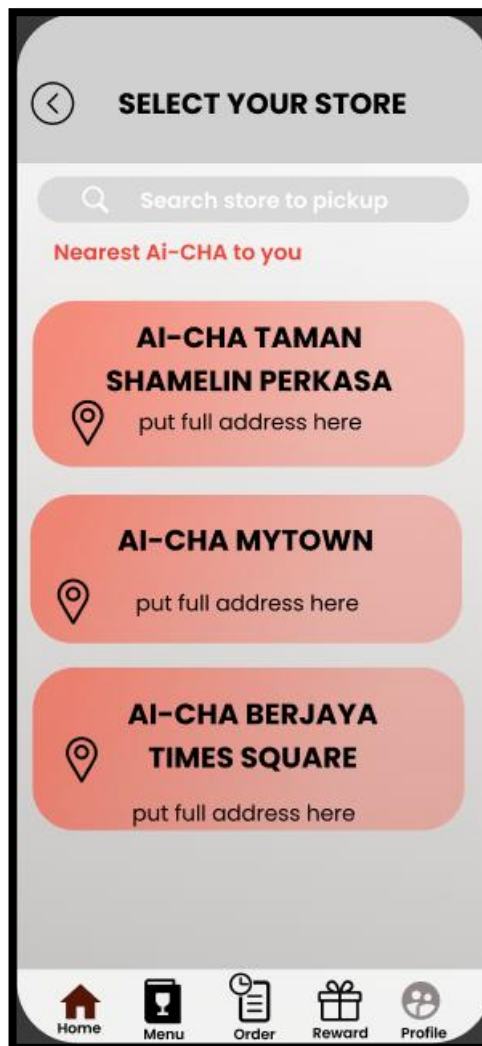 SELECT YOUR STORE
Search store to pickup
Nearest Ai-CHA to you
AI-CHA TAMAN
SHAMELIN PERKASA
put full address here
AI-CHA MYTOWN
put full address here
AI-CHA BERJAYA
TIMES SQUARE
put full address here
Home
Menu
Order
Reward
Profile